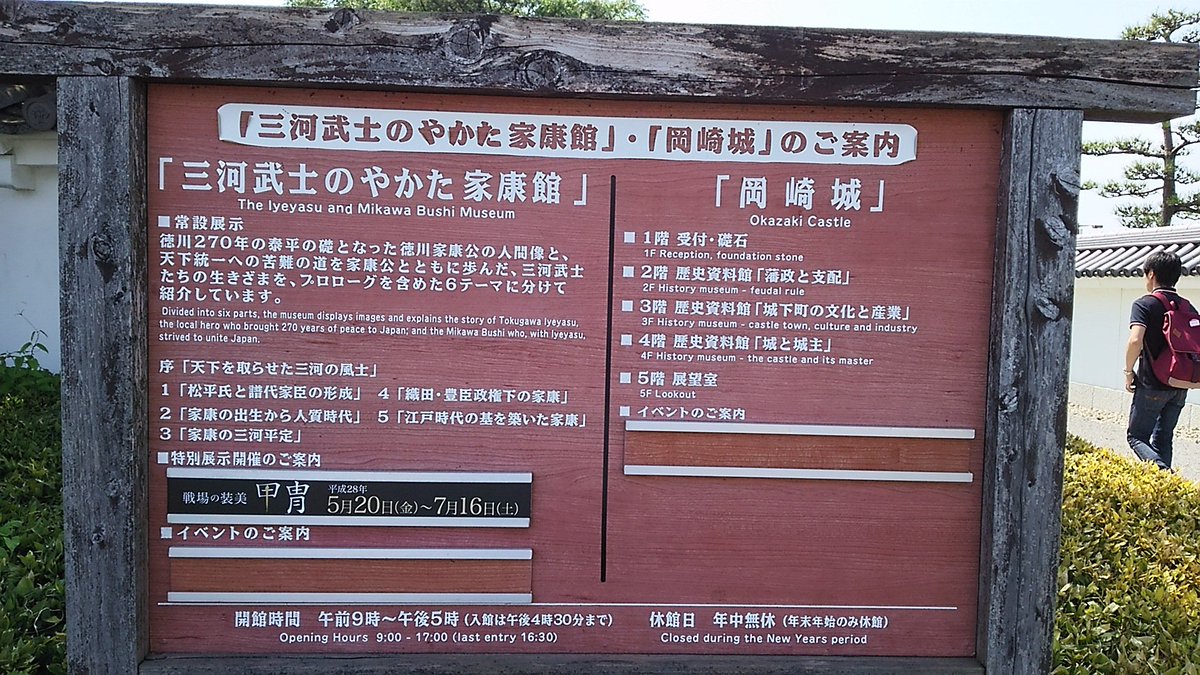 「三河武士のやかた家康館」・「岡崎城」のご案内
「三河武士のやかた家康館」
The Iyeyasu and Mikawa Bushi Museum
■常設展示
徳川270年の泰平の礎となった徳川家康公の人間像と、
天下統一への苦難の道を家康公とともに歩んだ、三河武士
たちの生きざまを、プロローグを含めた6テーマに分けて
紹介しています。
Divided into six parts, the museum displays images and explains the story of Tokugawa Iyeyasu,
the local hero who brought 270 years of peace to Japan; and the Mikawa Bushi who, with Iyeyasu,
strived to unite Japan.
序「天下を取らせた三河の風土」
1「松平氏と譜代家臣の形成」 4「織田・豊臣政権下の家康」
2「家康の出生から人質時代」 5「江戸時代の基を築いた家康」
3「家康の三河平定」
■特別展示開催のご案内
戦場の装美 甲冑 平成28年 5月20日(金)～7月16日(土)
■イベントのご案内
「岡崎城」
Okazaki Castle
■1階 受付・礎石
1F Reception, foundation stone
■2階 歴史資料館「藩政と支配」
2F History museum - feudal rule
■3階 歴史資料館「城下町の文化と産業」
3F History museum - castle town, culture and industry
■4階 歴史資料館「城と城主」
4F History museum - the castle and its master
■5階 展望室
5F Lookout
■イベントのご案内
開館時間 午前9時～午後5時(入館は午後4時30分まで)
Opening Hours 9:00 - 17:00 (last entry 16:30)
休館日 年中無休(年末年始のみ休館)
Closed during the New Years period